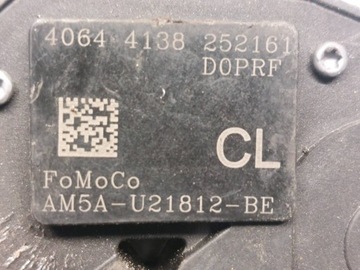 4064 4138 252161
D0PRF
CL
FoMoCo
AM5A-U21812-BE